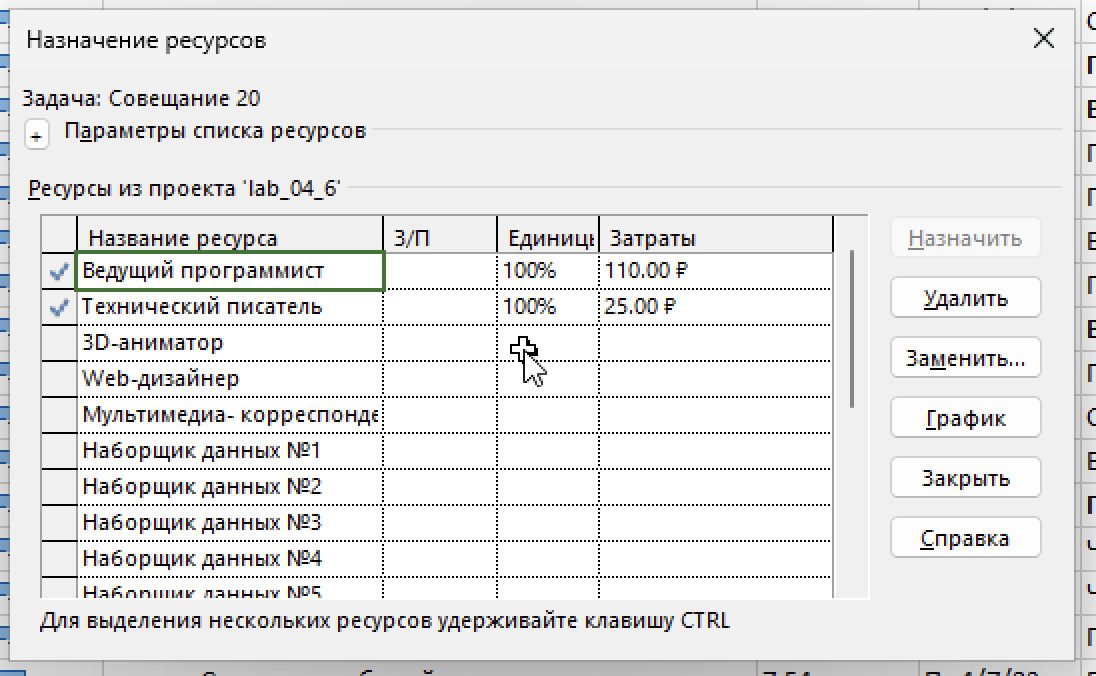 Назначение ресурсов
Задача: Совещание 20
+ Параметры списка ресурсов
Ресурсы из проекта 'lab_04_6'
Название ресурса З/П Единицы Затраты
Ведущий программист 100% 110.00 ₽
Технический писатель 100% 25.00 ₽
3D-аниматор
Web-дизайнер
Мультимедиа- корреспонде
Наборщик данных №1
Наборщик данных №2
Наборщик данных №3
Наборщик данных №4
Наборщик данных №5
Назначить
Удалить
Заменить...
График
Закрыть
Справка
Для выделения нескольких ресурсов удерживайте клавишу CTRL